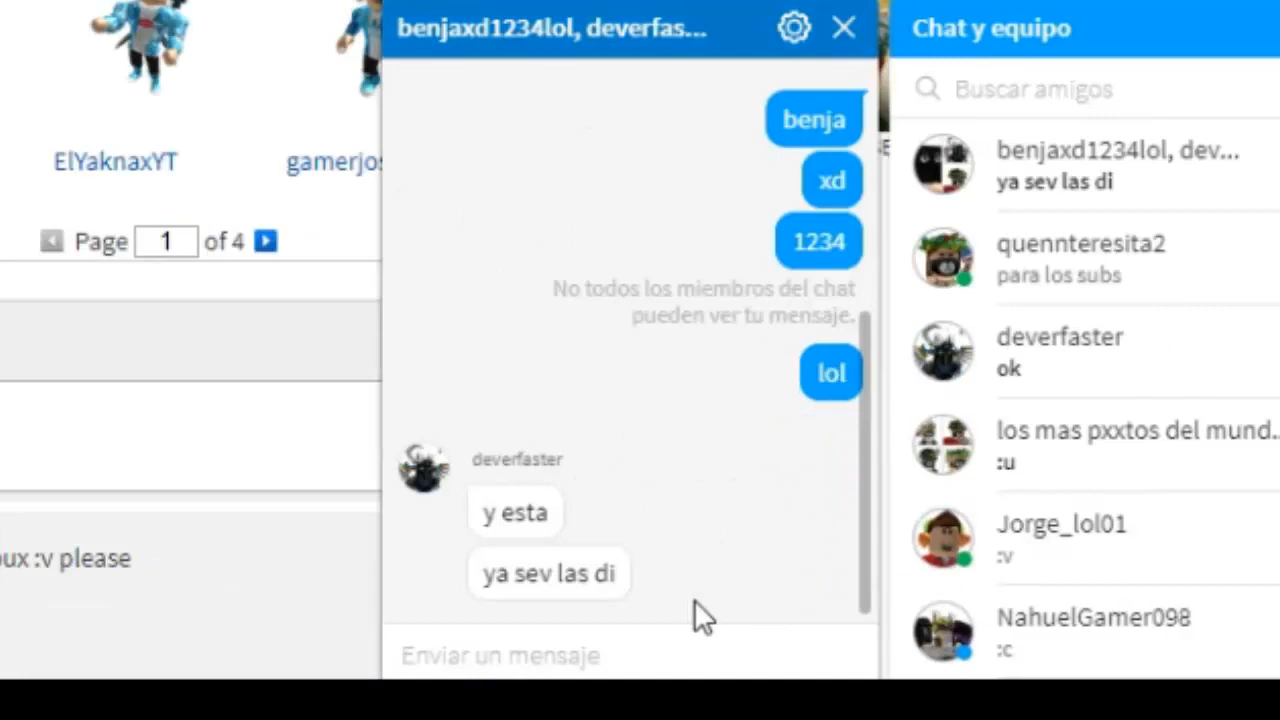 ElYaknaxYT
gamerjos
Page 1 of 4
ux :v please
benjaxd1234lol, deverfas...
benja
xd
1234
No todos los miembros del chat
pueden ver tu mensaje.
lol
deverfaster
y esta
ya sev las di
Enviar un mensaje
Chat y equipo
Buscar amigos
benjaxd1234lol, dev...
ya sev las di
quennteresita2
para los subs
deverfaster
ok
los mas pxxtos del mund..
:u
Jorge_lol01
:v
NahuelGamer098
:c